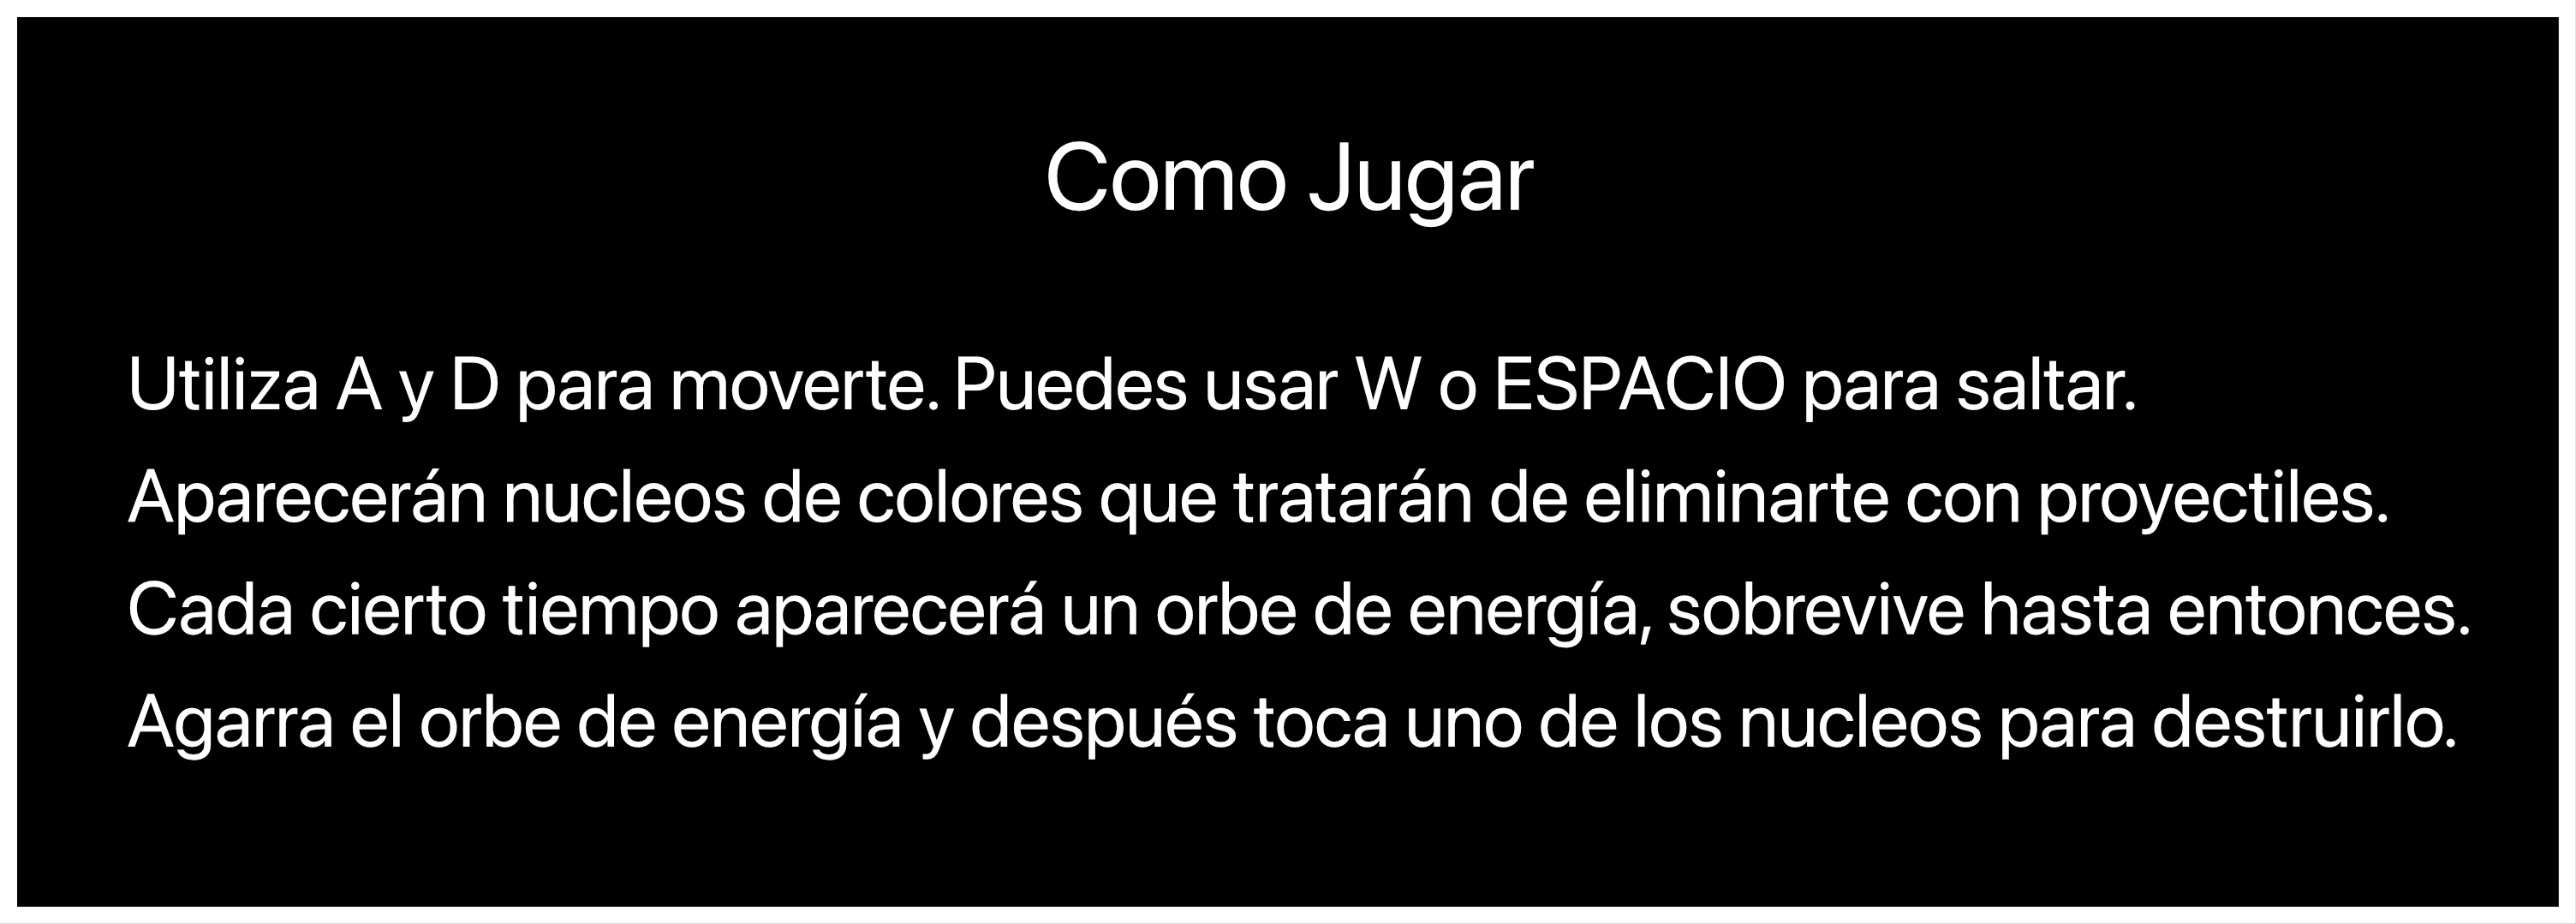 Como Jugar
Utiliza A y D para moverte. Puedes usar W o ESPACIO para saltar.
Aparecerán nucleos de colores que tratarán de eliminarte con proyectiles.
Cada cierto tiempo aparecerá un orbe de energía, sobrevive hasta entonces.
Agarra el orbe de energía y después toca uno de los nucleos para destruirlo.